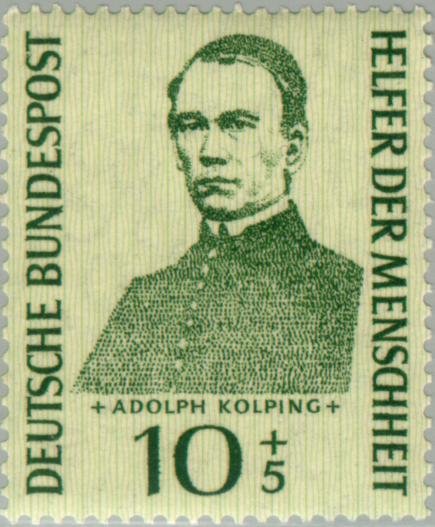 DEUTSCHE BUNDESPOST
HELFER DER MENSCHHEIT
+ADOLPH KOLPING+
10+5